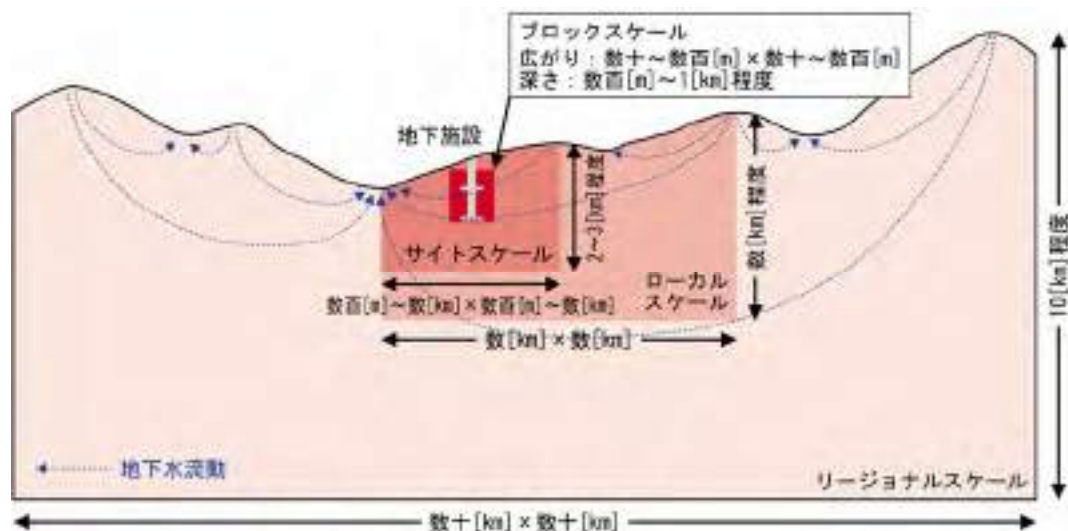 ブロックスケール
広がり：数十～数百[m]×数十～数百[m]
深さ：数百[m]～1[km]程度
地下施設
2～3[km]程度
数[km]程度
10[km]程度
サイトスケール
ローカル
スケール
数百[m]～数[km]×数百[m]～数[km]
数[km]×数[km]
地下水流動
リージョナルスケール
数十[km]×数十[km]